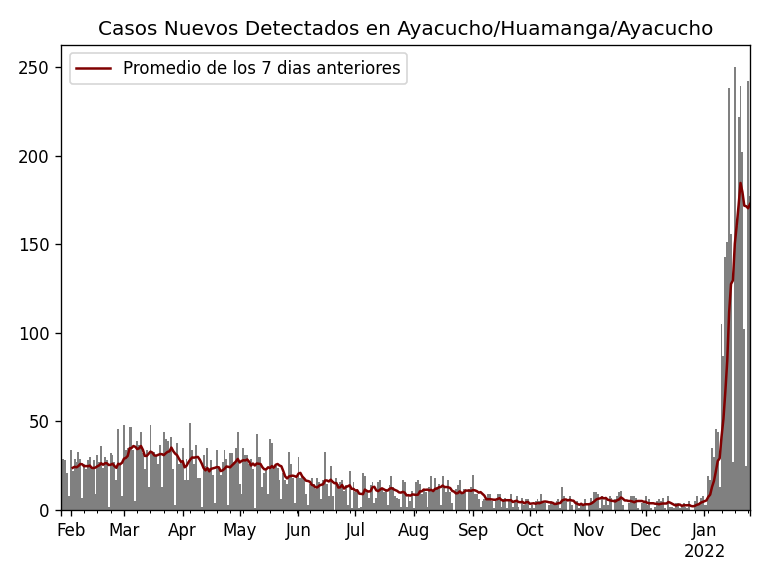 Casos Nuevos Detectados en Ayacucho/Huamanga/Ayacucho
Promedio de los 7 dias anteriores
250
200
150
100
50
0
Feb Mar Apr May Jun Jul Aug Sep Oct Nov Dec Jan
2022